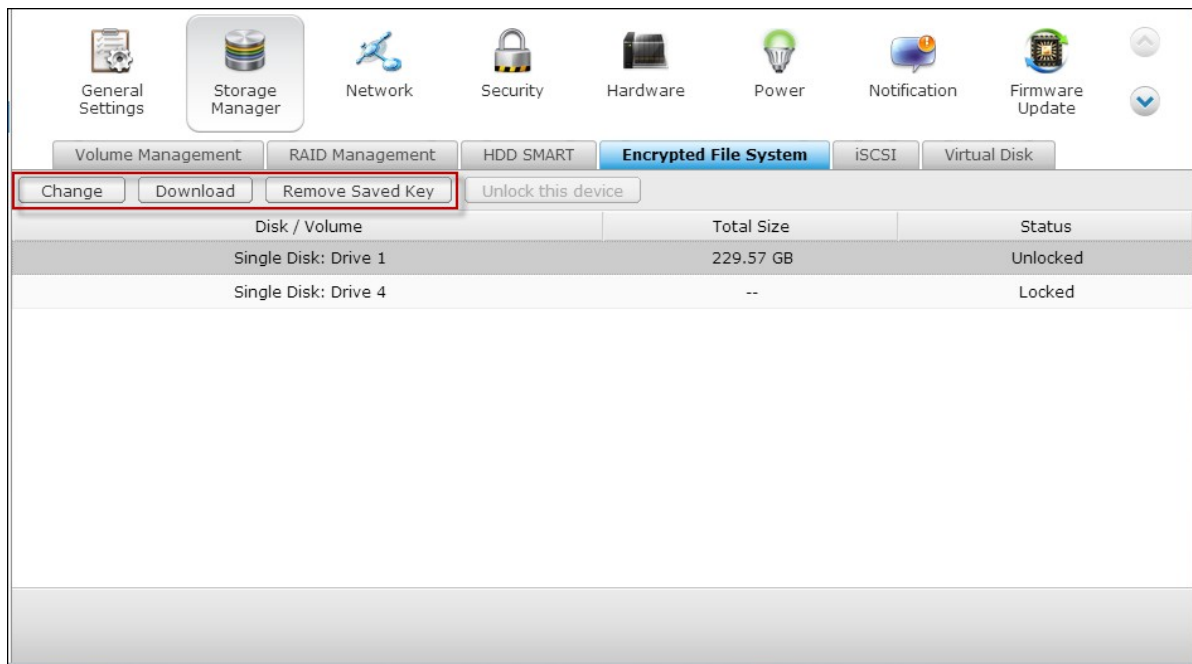 General Settings
Storage Manager
Network
Security
Hardware
Power
Notification
Firmware Update
Volume Management RAID Management HDD SMART Encrypted File System iSCSI Virtual Disk
Change Download Remove Saved Key Unlock this device
Disk / Volume Total Size Status
Single Disk: Drive 1 229.57 GB Unlocked
Single Disk: Drive 4 -- Locked